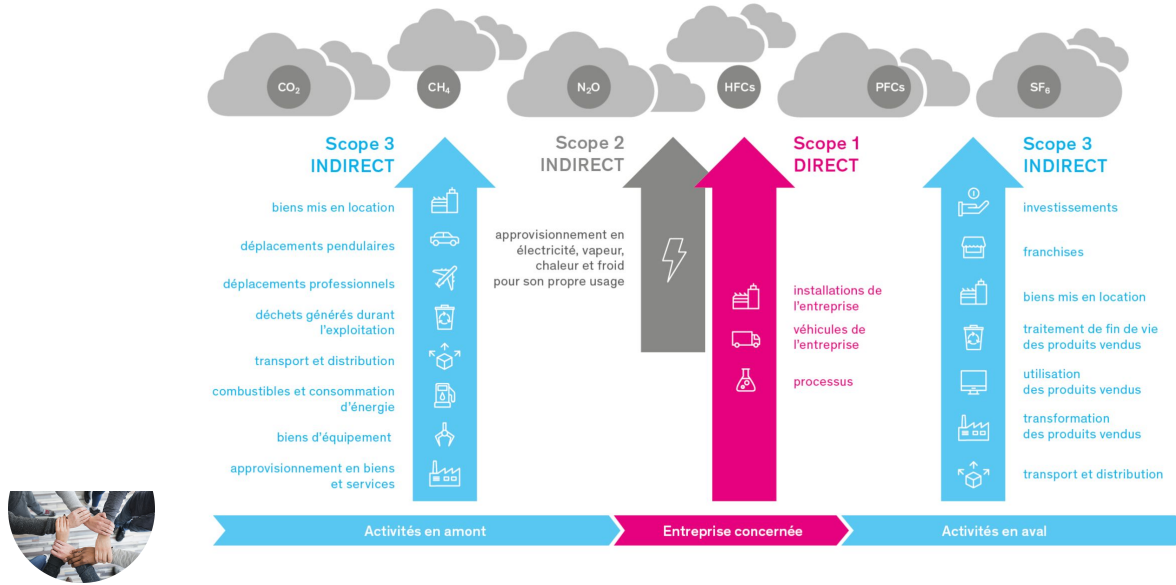 CO₂
CH₄
N₂O
HFCs
PFCs
SF₆
Scope 3
INDIRECT
biens mis en location
déplacements pendulaires
déplacements professionnels
déchets générés durant
l'exploitation
transport et distribution
combustibles et consommation
d'énergie
biens d'équipement
approvisionnement en biens
et services
Scope 2
INDIRECT
approvisionnement en
électricité, vapeur,
chaleur et froid
pour son propre usage
Scope 1
DIRECT
installations de
l'entreprise
véhicules de
l'entreprise
processus
Scope 3
INDIRECT
investissements
franchises
biens mis en location
traitement de fin de vie
des produits vendus
utilisation
des produits vendus
transformation
des produits vendus
transport et distribution
Activités en amont
Entreprise concernée
Activités en aval